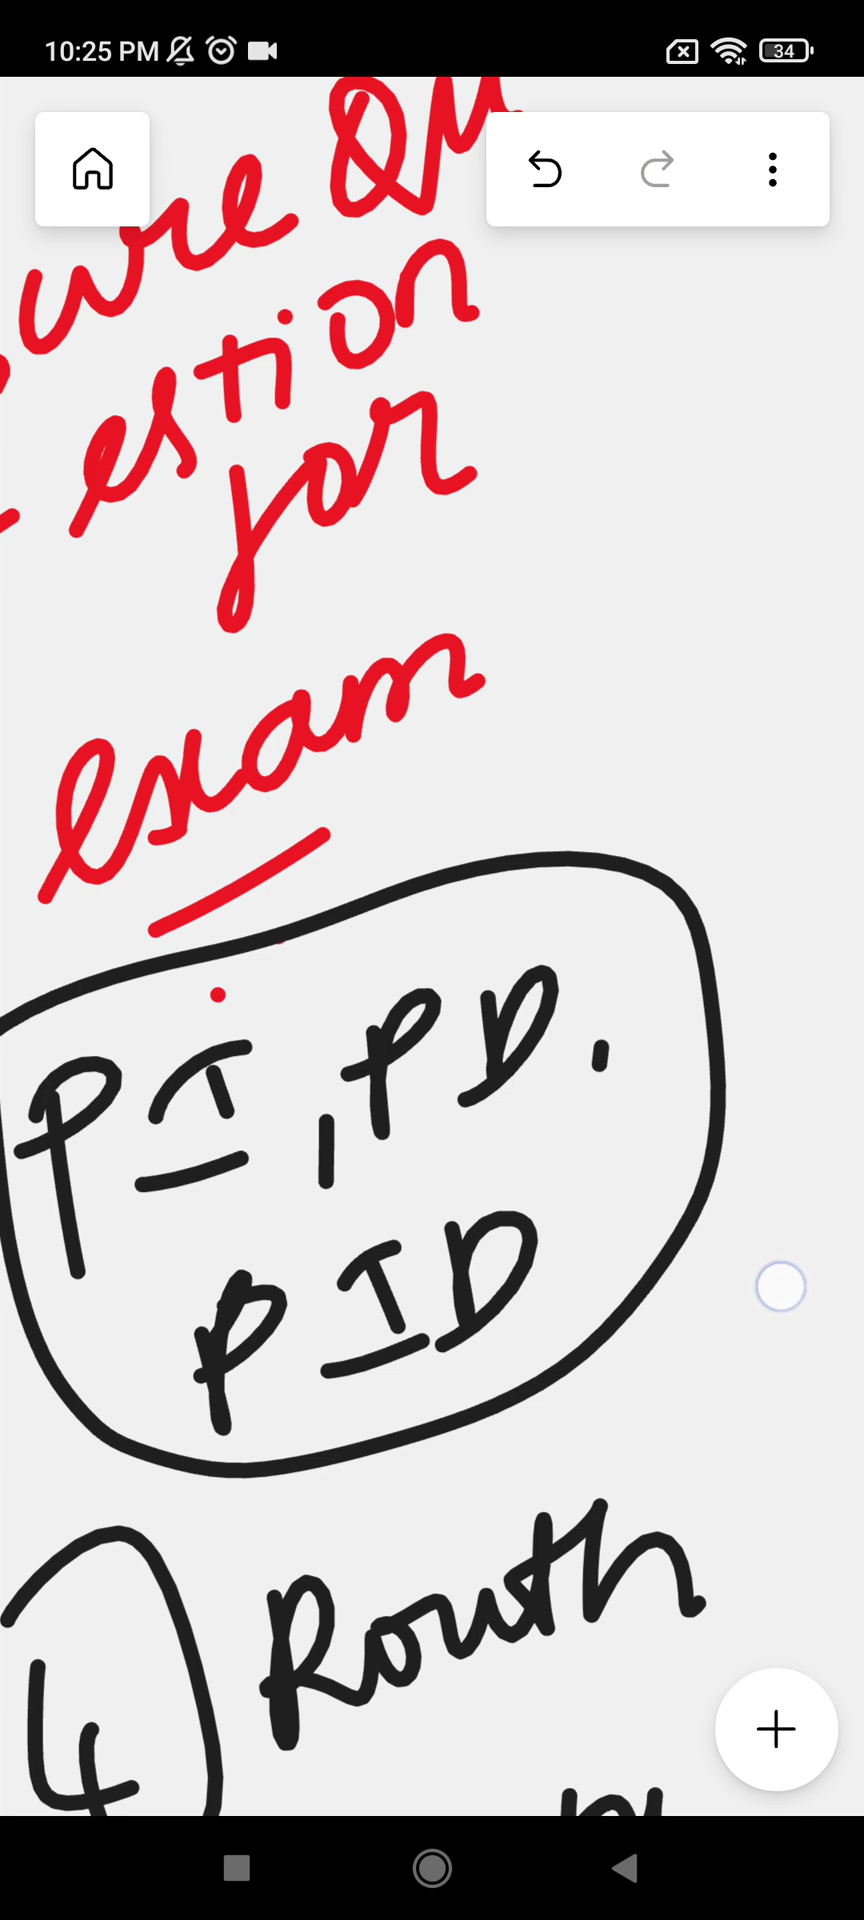 10:25 PM 34
ure Qu
estion
for
exam
PI, PD,
PID
4) Routh